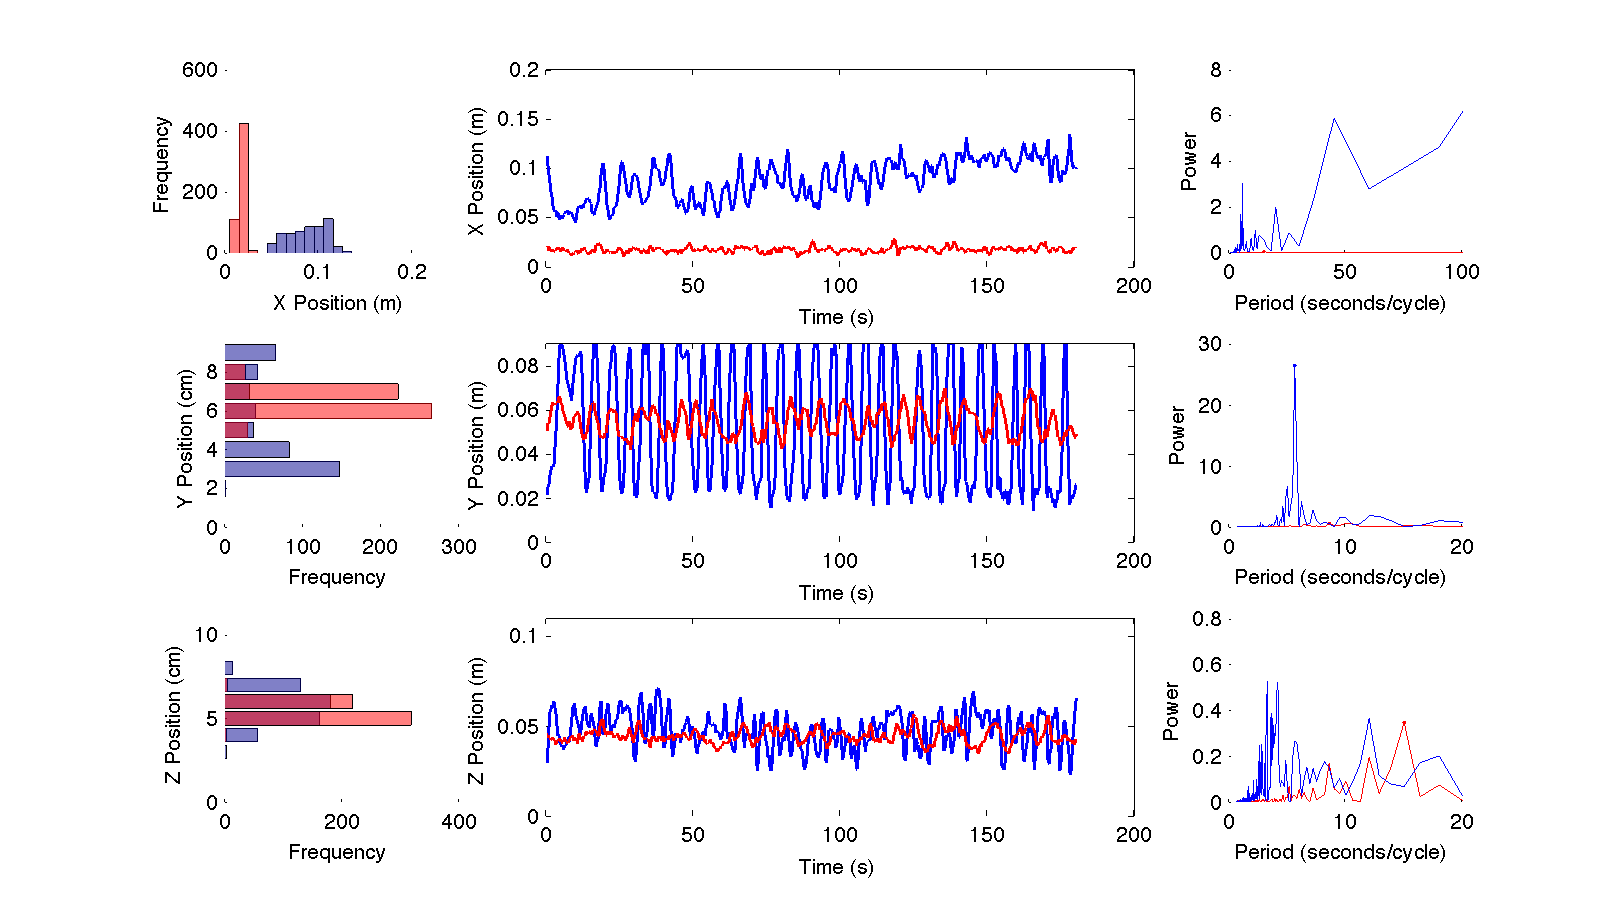 600
400
200
0
Frequency
0 0.1 0.2
X Position (m)
0.2
0.15
0.1
0.05
0
X Position (m)
0 50 100 150 200
Time (s)
8
6
4
2
0
Power
0 50 100
Period (seconds/cycle)
8
6
4
2
0
Y Position (cm)
0 100 200 300
Frequency
0.08
0.06
0.04
0.02
0
Y Position (m)
0 50 100 150 200
Time (s)
30
20
10
0
Power
0 10 20
Period (seconds/cycle)
10
5
0
Z Position (cm)
0 200 400
Frequency
0.1
0.05
0
Z Position (m)
0 50 100 150 200
Time (s)
0.8
0.6
0.4
0.2
0
Power
0 10 20
Period (seconds/cycle)